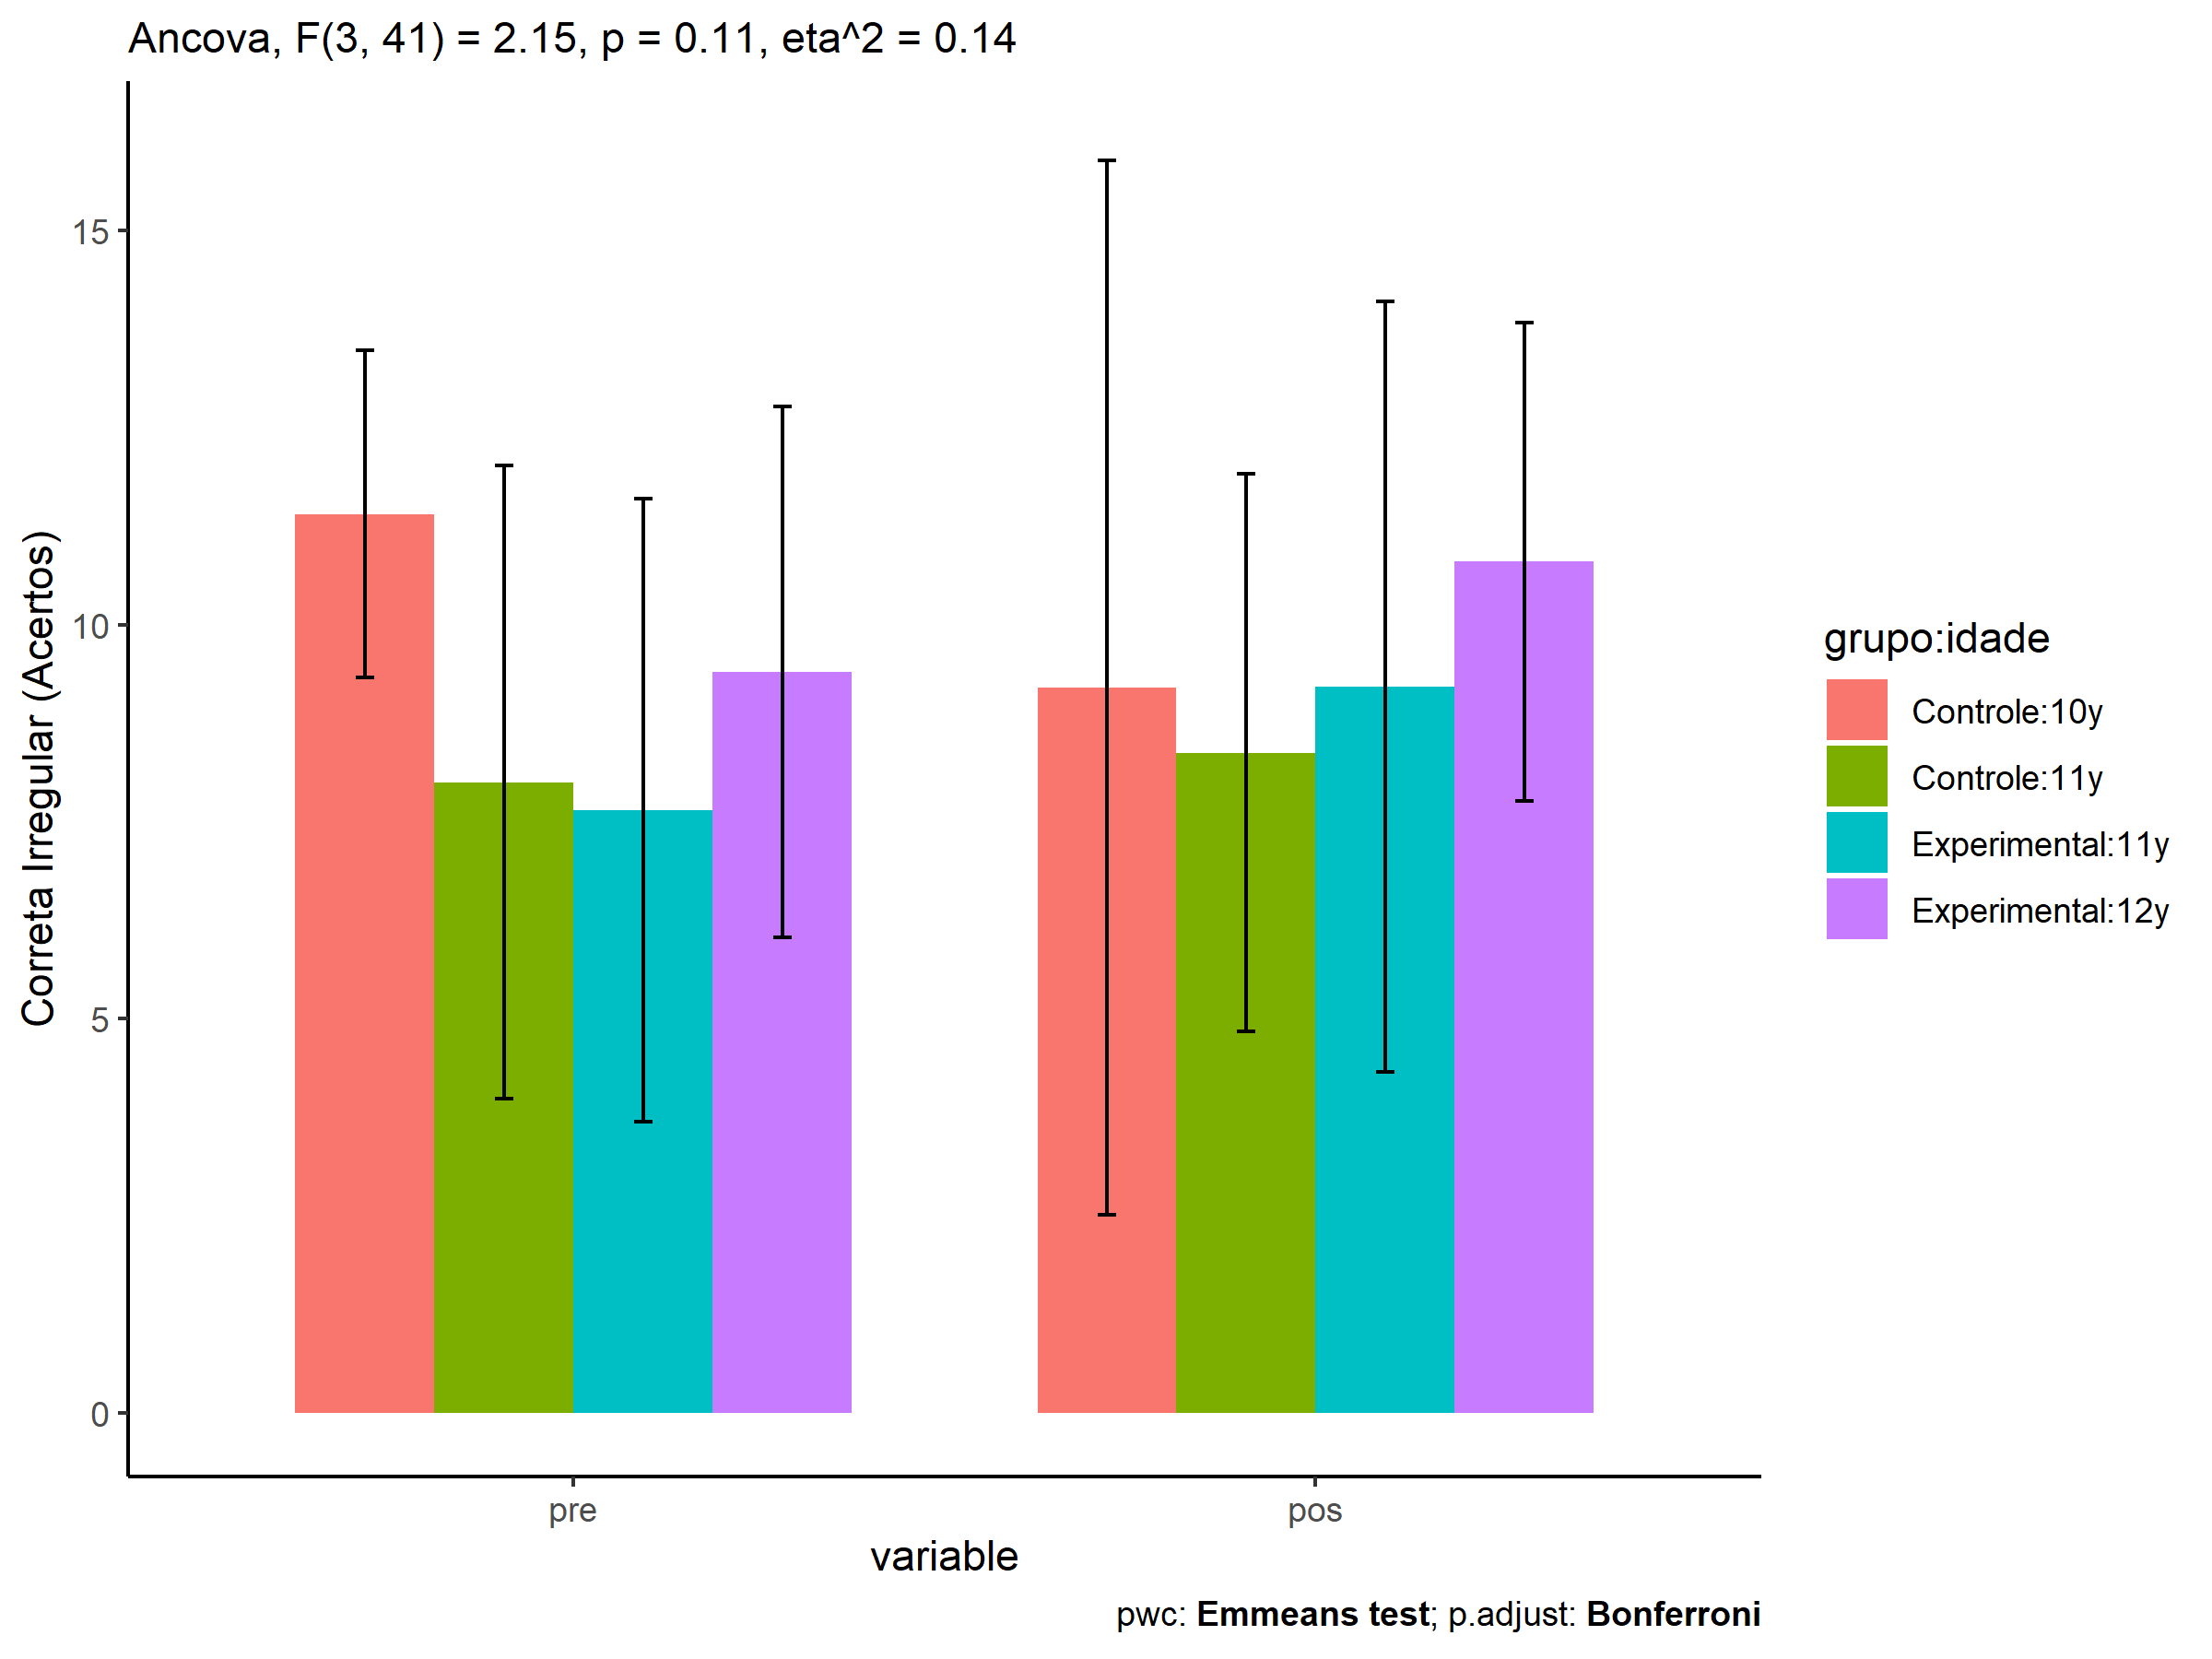 Ancova, F(3, 41) = 2.15, p = 0.11, eta^2 = 0.14
Correta Irregular (Acertos)
15
10
5
0
pre
pos
variable
grupo:idade
Controle:10y
Controle:11y
Experimental:11y
Experimental:12y
pwc: Emmeans test; p.adjust: Bonferroni